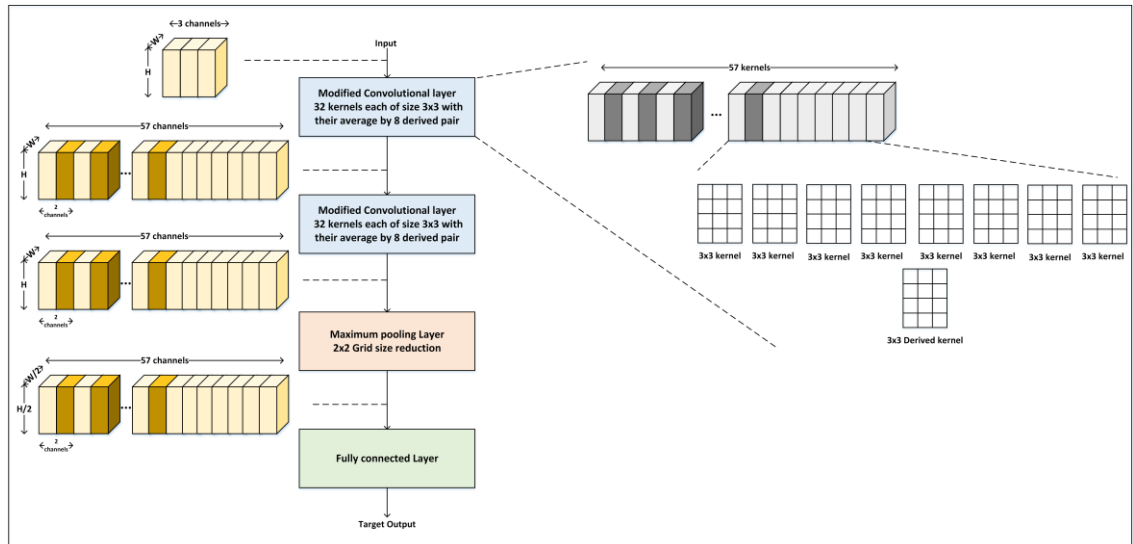 3 channels
W
H
Input
Modified Convolutional layer
32 kernels each of size 3x3 with
their average by 8 derived pair
57 kernels
...
57 channels
W
H
...
2
channels
3x3 kernel 3x3 kernel 3x3 kernel 3x3 kernel 3x3 kernel 3x3 kernel 3x3 kernel 3x3 kernel
3x3 Derived kernel
Modified Convolutional layer
32 kernels each of size 3x3 with
their average by 8 derived pair
57 channels
W
H
...
2
channels
Maximum pooling Layer
2x2 Grid size reduction
57 channels
W/2
H/2
...
2
channels
Fully connected Layer
Target Output